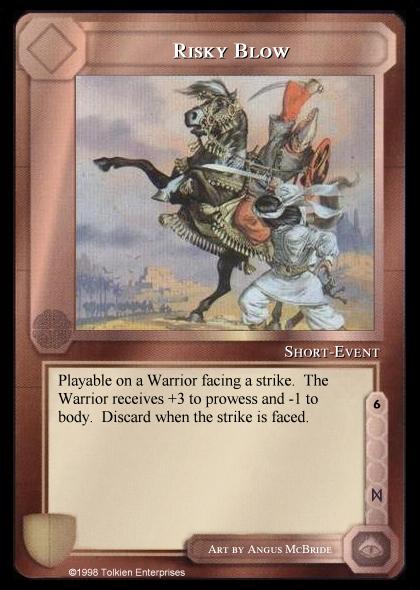 RISKY BLOW
SHORT-EVENT
Playable on a Warrior facing a strike. The
Warrior receives +3 to prowess and -1 to
body. Discard when the strike is faced.
6
ᛞ
ART BY ANGUS MCBRIDE
©1998 Tolkien Enterprises